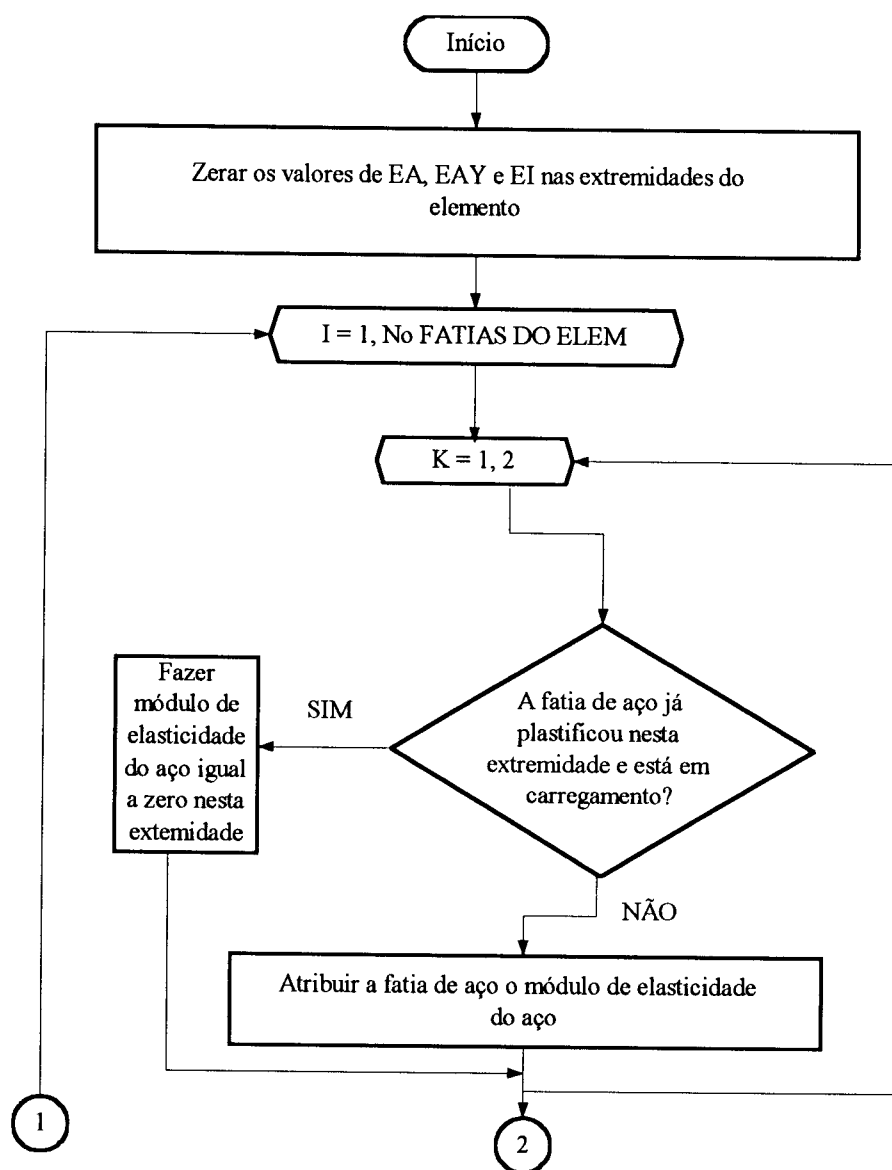 Início
Zerar os valores de EA, EAY e EI nas extremidades do
elemento
I = 1, No FATIAS DO ELEM
K = 1, 2
A fatia de aço já
plastificou nesta
extremidade e está em
carregamento?
SIM
Fazer
módulo de
elasticidade
do aço igual
a zero nesta
extemidade
NÃO
Atribuir a fatia de aço o módulo de elasticidade
do aço
1
2